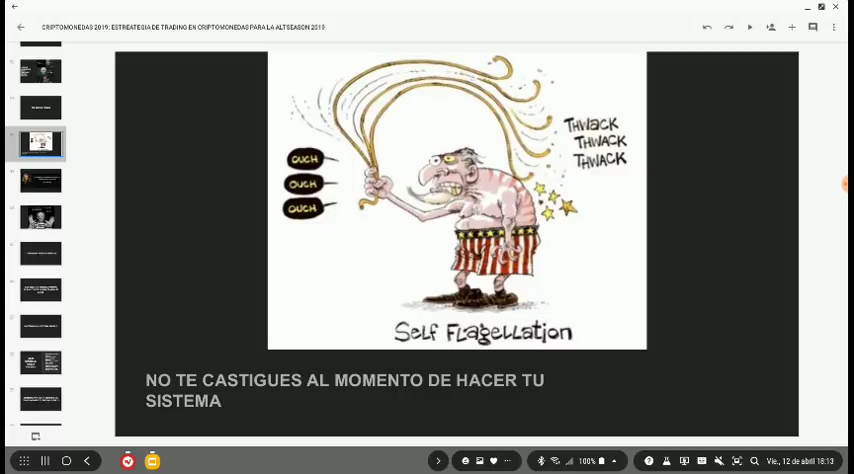 CRIPTOMONEDAS 2019: ESTREATEGIA DE TRADING EN CRIPTOMONEDAS PARA LA ALTSEASON 2019
THWACK
THWACK
THWACK
OUCH
OUCH
OUCH
Self Flagellation
NO TE CASTIGUES AL MOMENTO DE HACER TU
SISTEMA
100%
Vie., 12 de abril 18:13